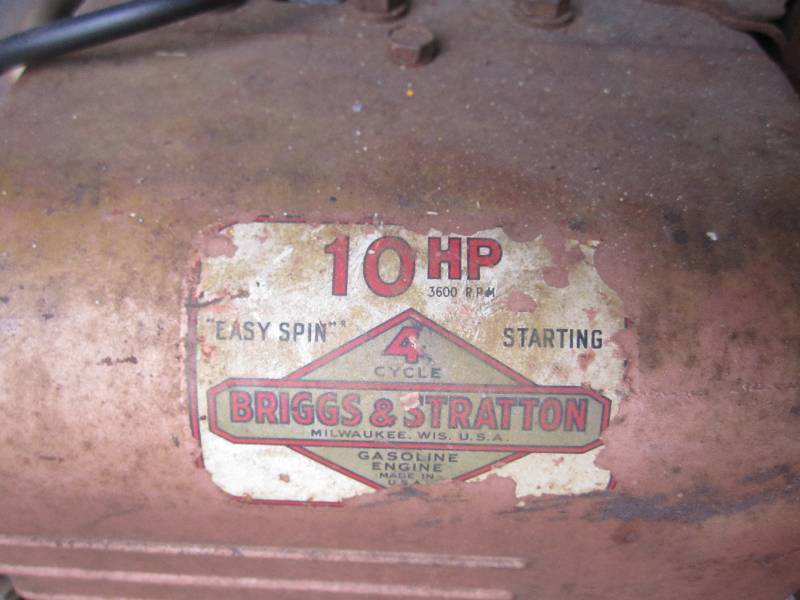 10 HP
3600 R.P.M
"EASY SPIN" STARTING
4
CYCLE
BRIGGS & STRATTON
MILWAUKEE, WIS. U.S.A.
GASOLINE
ENGINE
MADE IN
U.S.A.